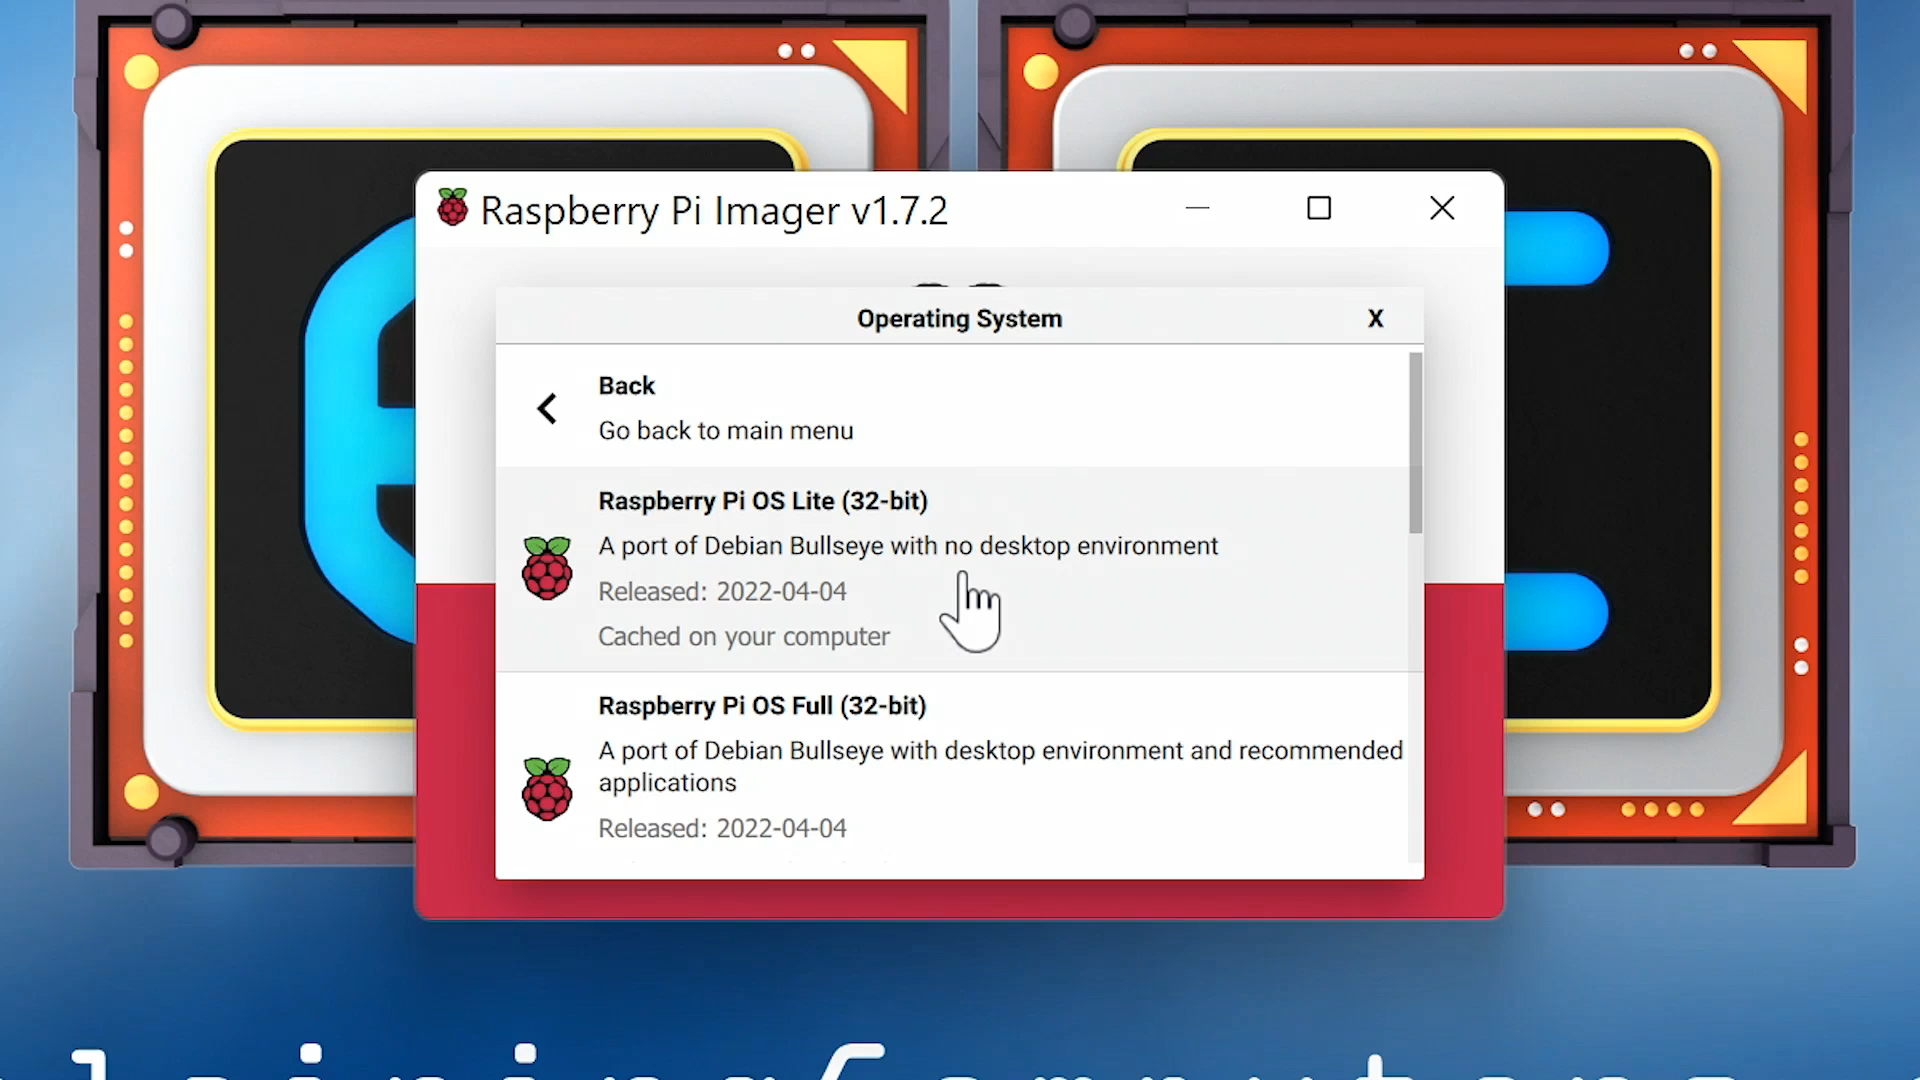 Raspberry Pi Imager v1.7.2
Operating System
X
Back
Go back to main menu
Raspberry Pi OS Lite (32-bit)
A port of Debian Bullseye with no desktop environment
Released: 2022-04-04
Cached on your computer
Raspberry Pi OS Full (32-bit)
A port of Debian Bullseye with desktop environment and recommended
applications
Released: 2022-04-04